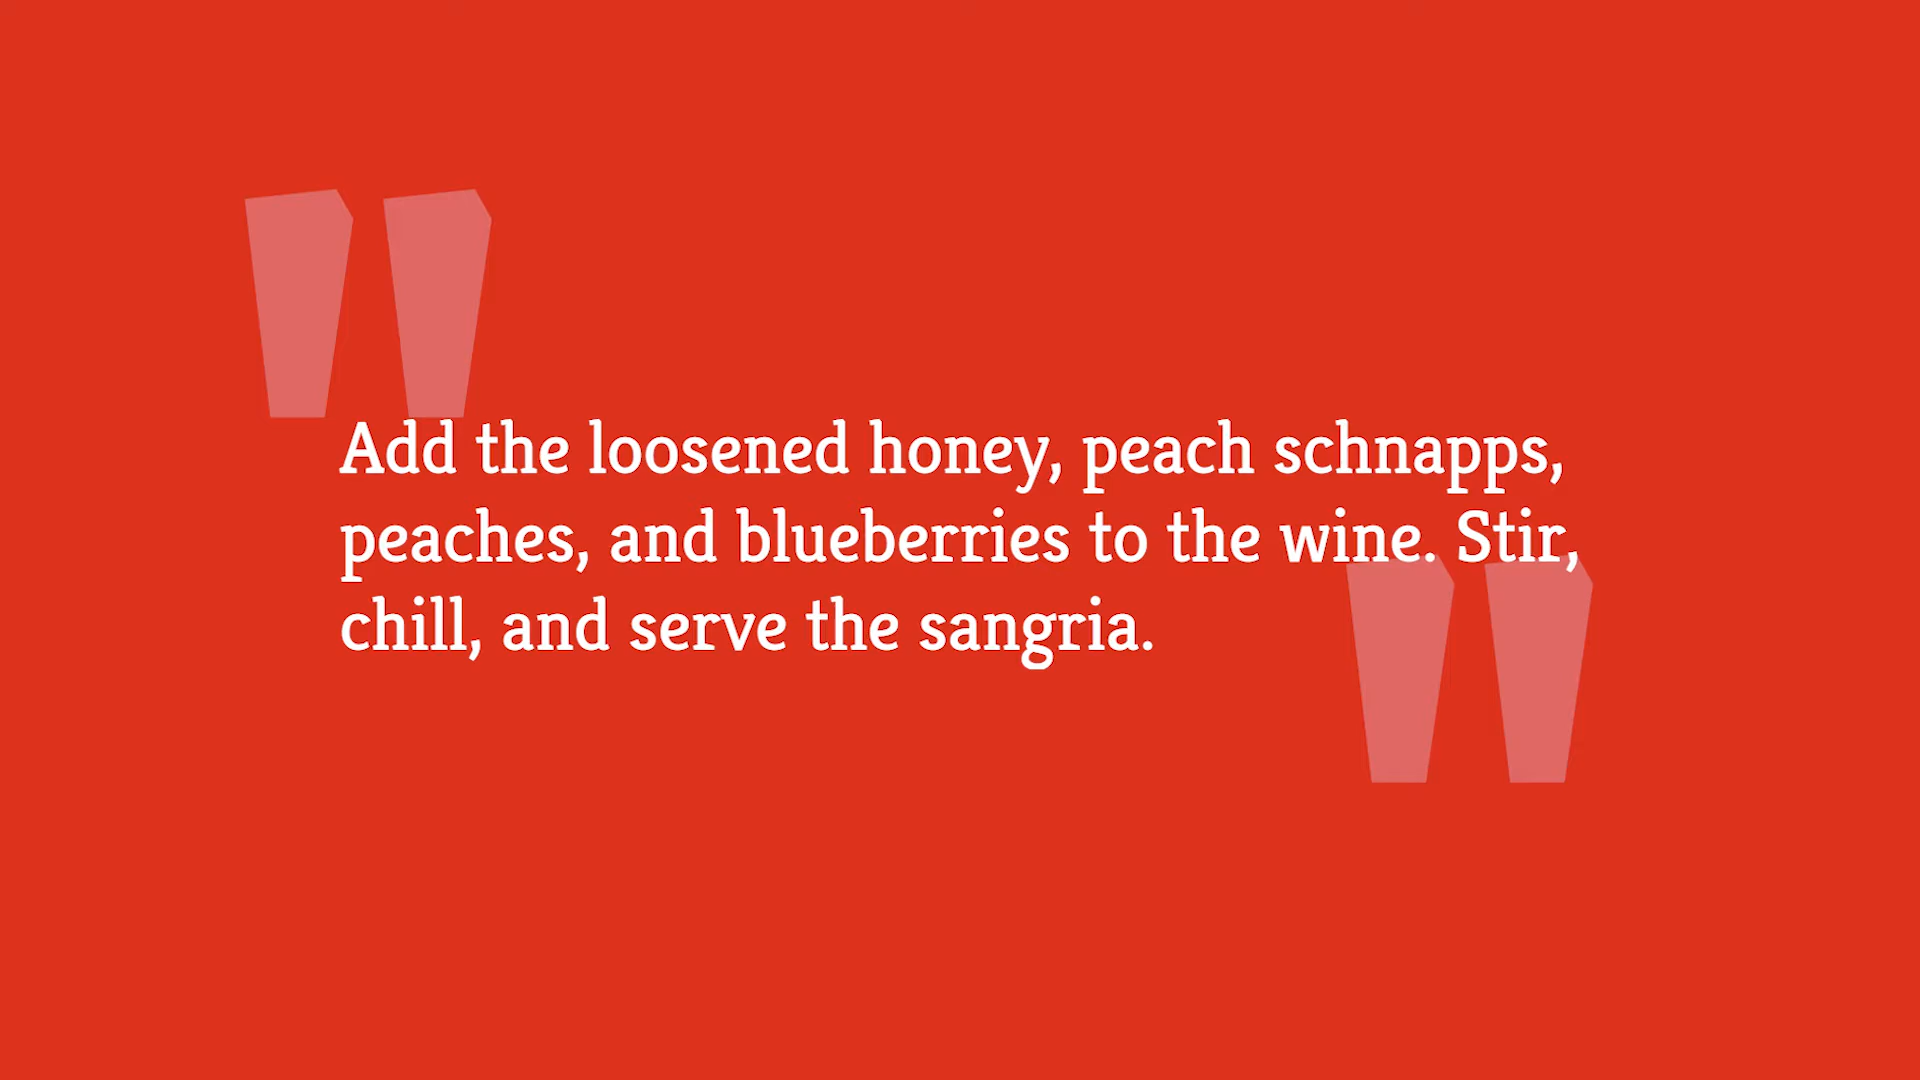 Add the loosened honey, peach schnapps,
peaches, and blueberries to the wine. Stir,
chill, and serve the sangria.